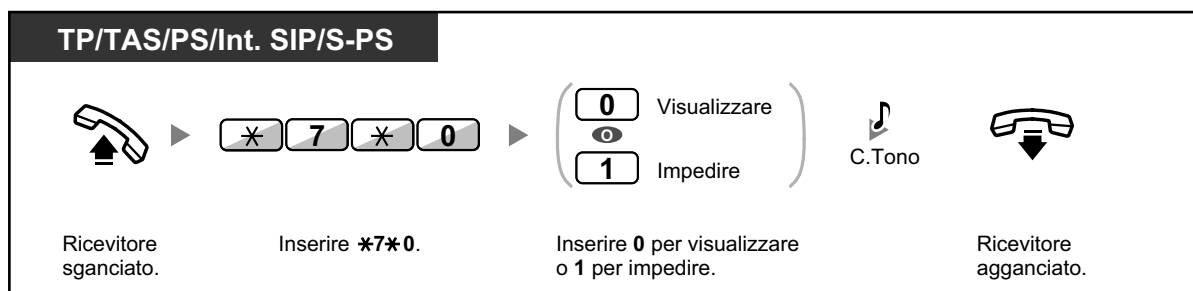 TP/TAS/PS/Int. SIP/S-PS
* 7 * 0
0 Visualizzare
O
1 Impedire
C.Tono
Ricevitore
sganciato.
Inserire *7*0.
Inserire 0 per visualizzare
o 1 per impedire.
Ricevitore
agganciato.